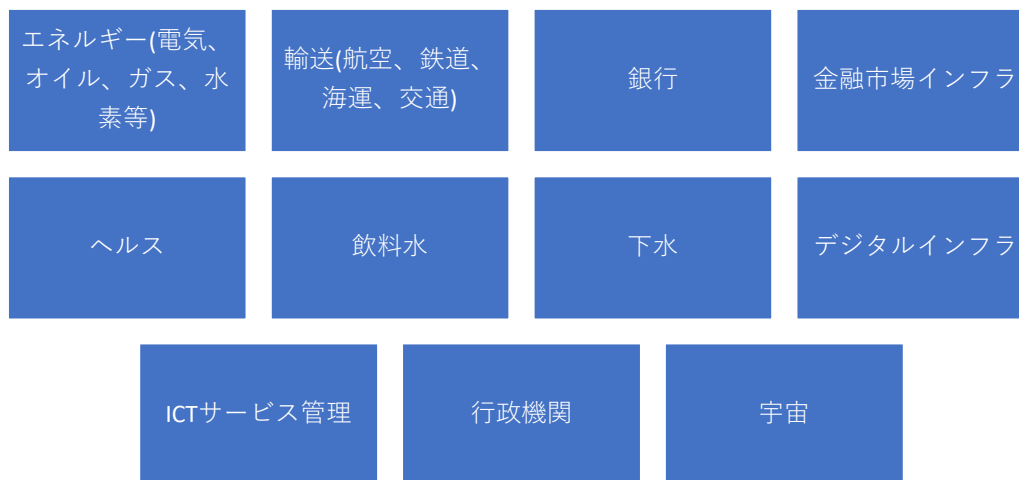 エネルギー(電気、
オイル、ガス、水
素等)
輸送(航空、鉄道、
海運、交通)
銀行
金融市場インフラ
ヘルス
飲料水
下水
デジタルインフラ
ICTサービス管理
行政機関
宇宙